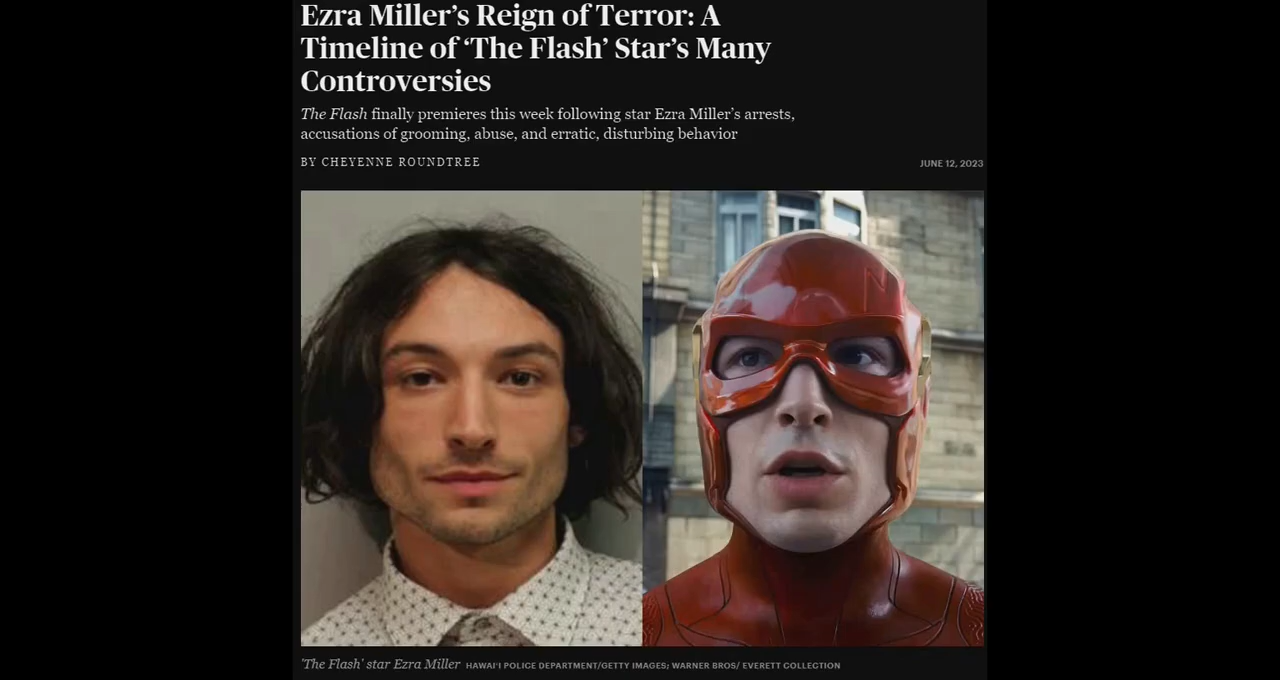 Ezra Miller’s Reign of Terror: A
Timeline of ‘The Flash’ Star’s Many
Controversies
The Flash finally premieres this week following star Ezra Miller’s arrests,
accusations of grooming, abuse, and erratic, disturbing behavior
BY CHEYENNE ROUNDTREE
JUNE 12, 2023
'The Flash' star Ezra Miller HAWAI'I POLICE DEPARTMENT/GETTY IMAGES; WARNER BROS/ EVERETT COLLECTION